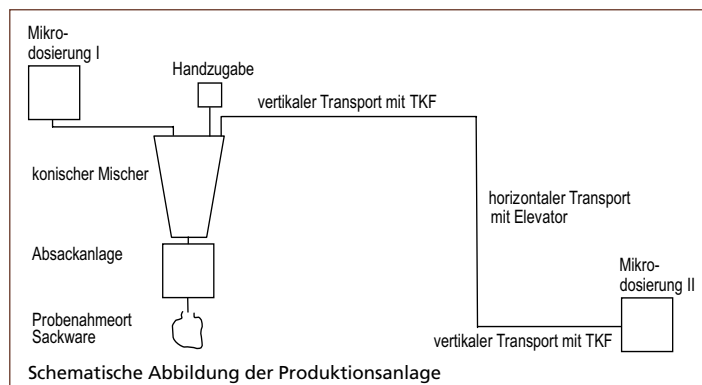 Mikro-
dosierung I
Handzugabe
vertikaler Transport mit TKF
konischer Mischer
horizontaler Transport
mit Elevator
Absackanlage
Mikro-
dosierung II
Probenahmeort
Sackware
vertikaler Transport mit TKF
Schematische Abbildung der Produktionsanlage